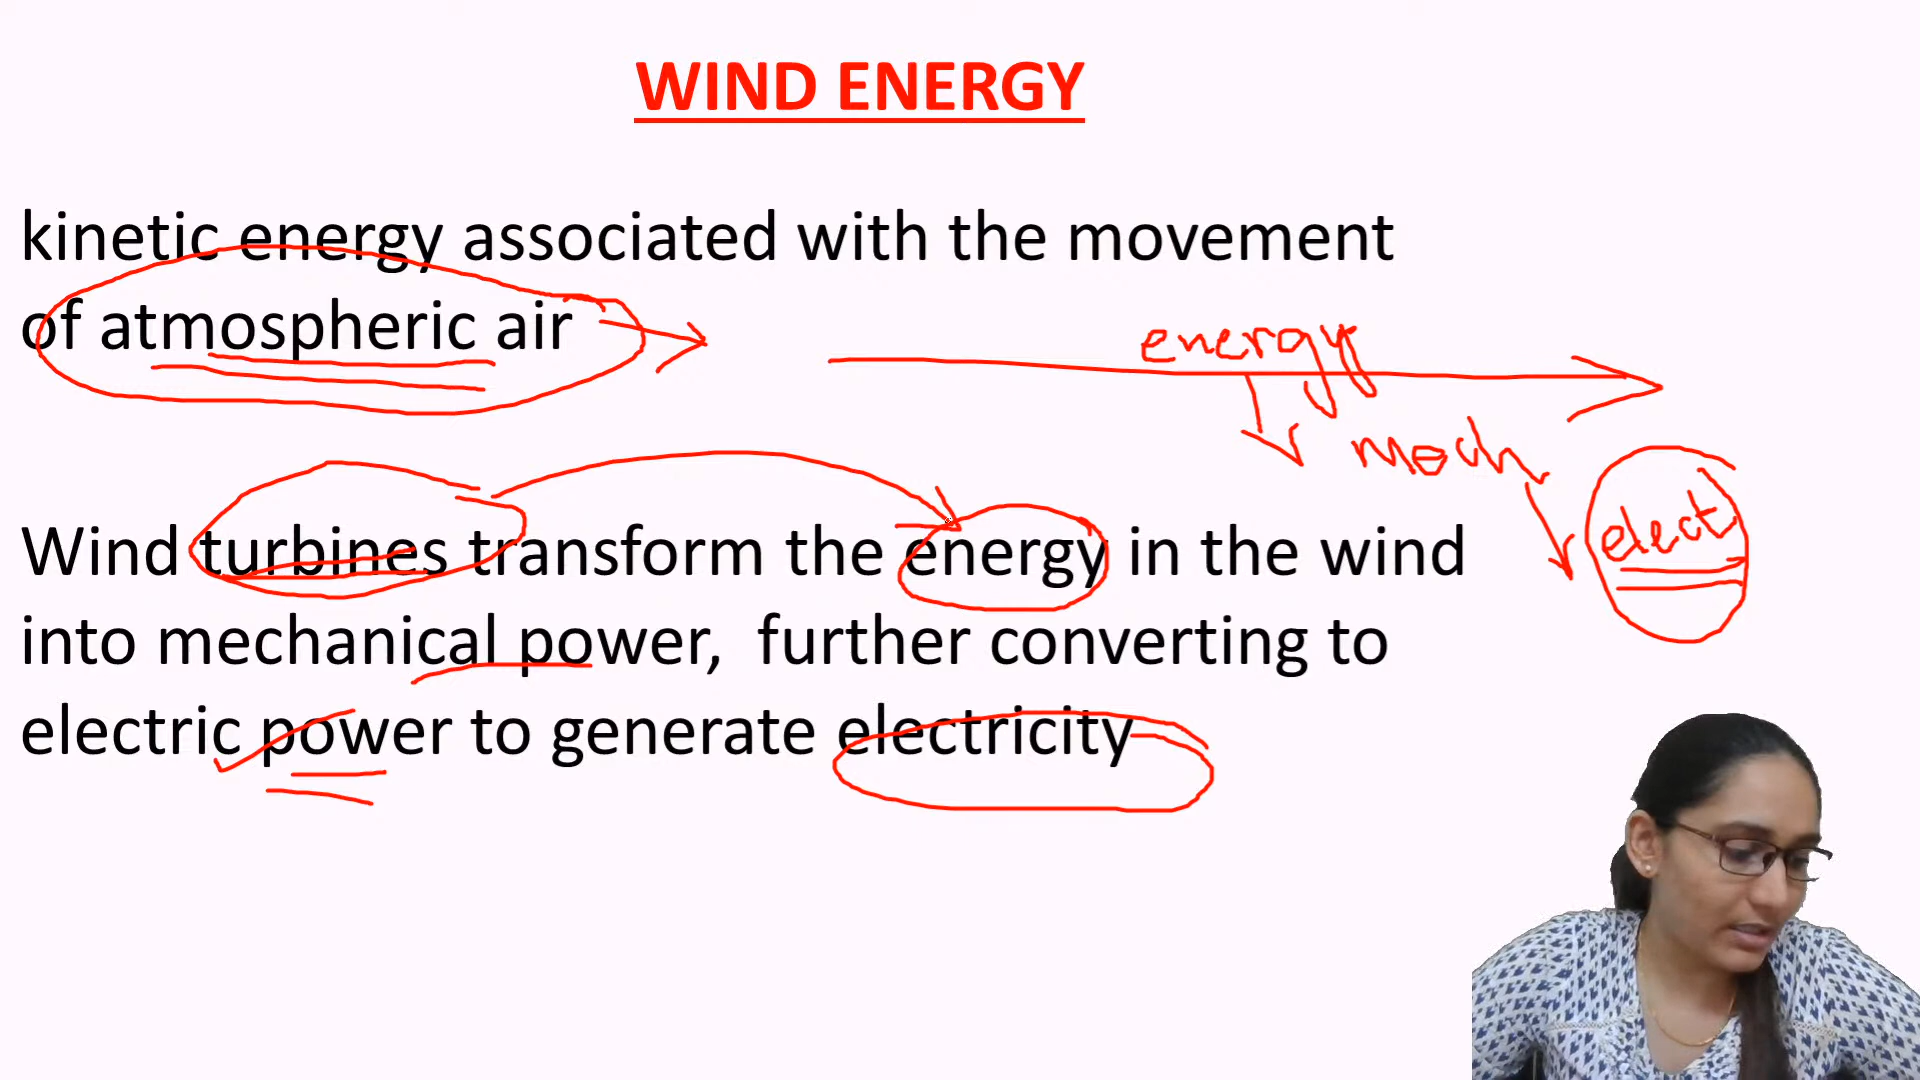 WIND ENERGY
kinetic energy associated with the movement
of atmospheric air
energy
mech
elect
Wind turbines transform the energy in the wind
into mechanical power, further converting to
electric power to generate electricity